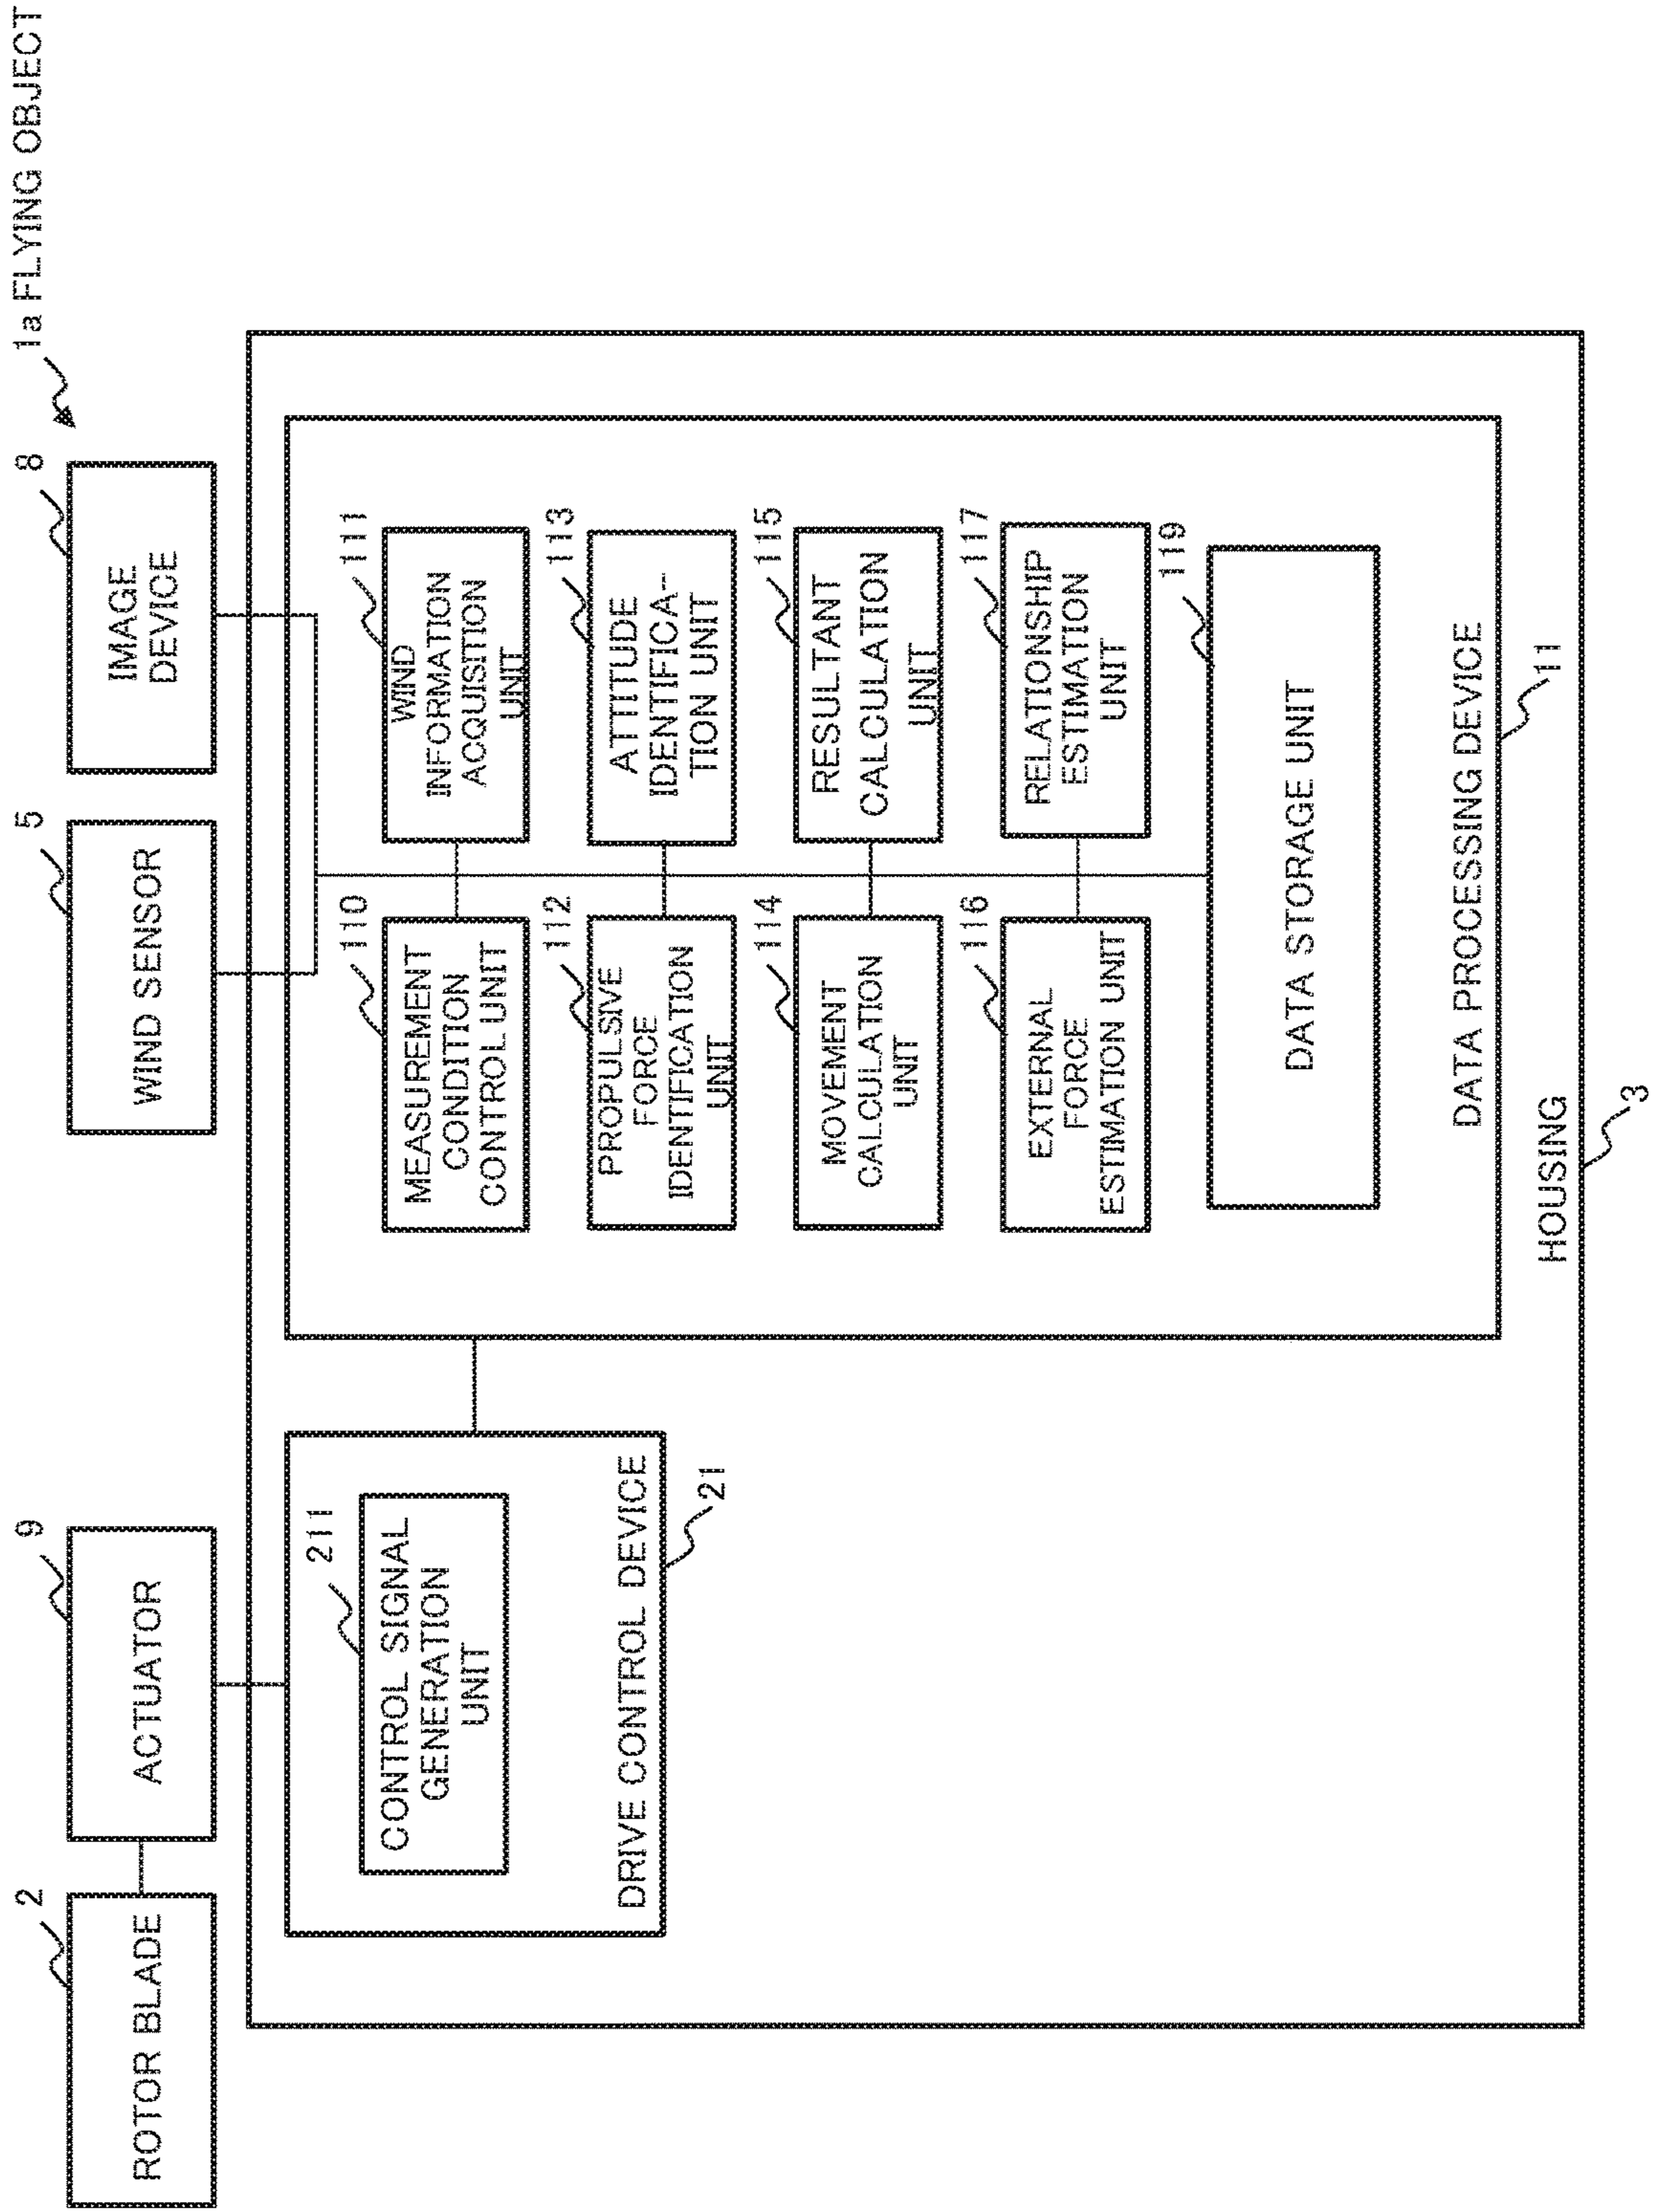 1a FLYING OBJECT
2
ROTOR BLADE
9
ACTUATOR
5
WIND SENSOR
8
IMAGE
DEVICE
211
CONTROL SIGNAL
GENERATION
UNIT
DRIVE CONTROL DEVICE
21
110
MEASUREMENT
CONDITION
CONTROL UNIT
111
WIND
INFORMATION
ACQUISITION
UNIT
112
PROPULSIVE
FORCE
IDENTIFICATION
UNIT
113
ATTITUDE
IDENTIFICA-
TION UNIT
114
MOVEMENT
CALCULATION
UNIT
115
RESULTANT
CALCULATION
UNIT
116
EXTERNAL
FORCE
ESTIMATION UNIT
117
RELATIONSHIP
ESTIMATION
UNIT
119
DATA STORAGE UNIT
DATA PROCESSING DEVICE
11
HOUSING
3